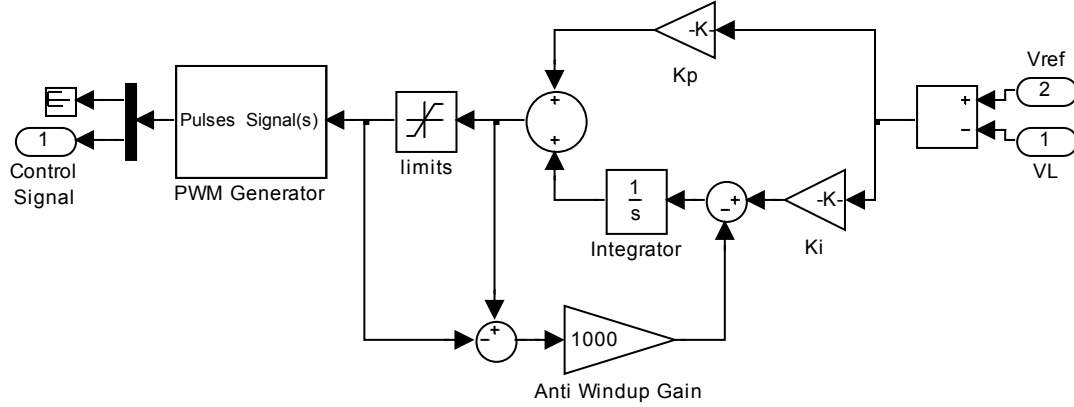 -K-
Kp
Vref
2
+
−
1
VL
+
+
Pulses Signal(s)
PWM Generator
limits
1
Control
Signal
1
s
Integrator
− +
-K-
Ki
+
−
1000
Anti Windup Gain